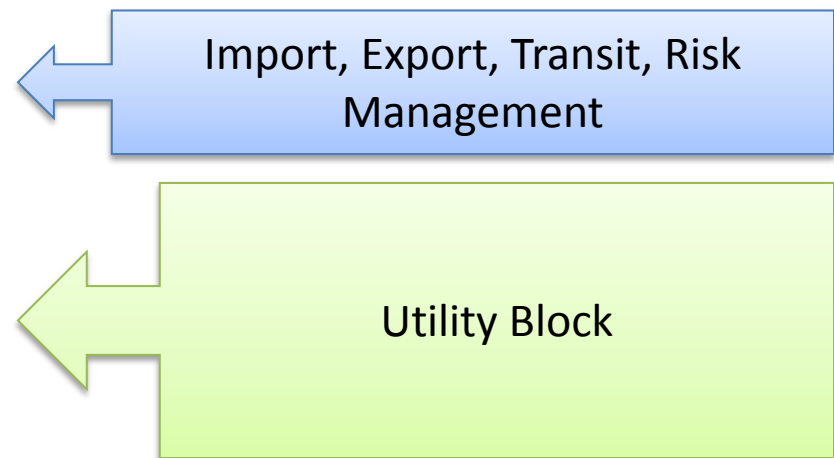 Import, Export, Transit, Risk
Management
Utility Block